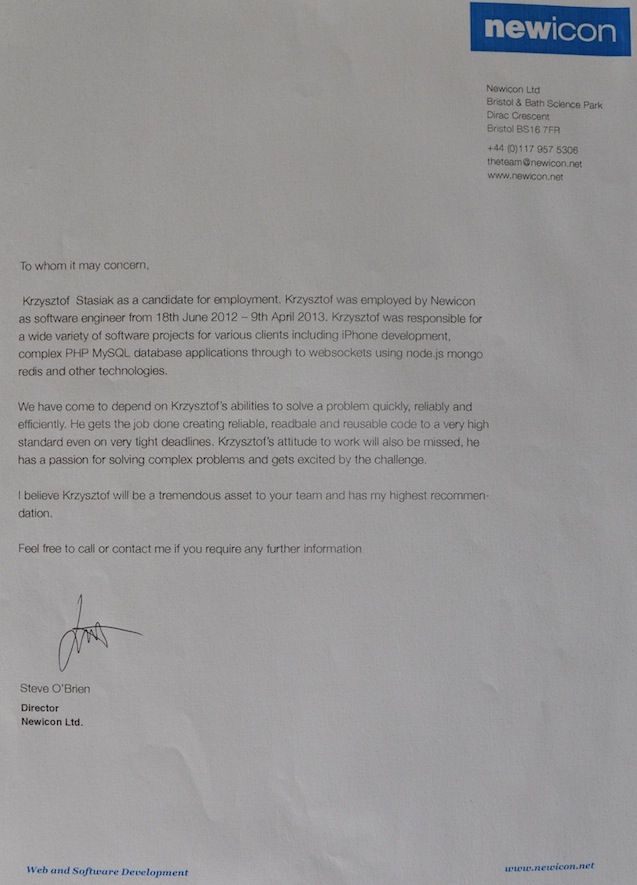 newicon
Newicon Ltd
Bristol & Bath Science Park
Dirac Crescent
Bristol BS16 7FR
+44 (0)117 957 5306
theteam@newicon.net
www.newicon.net
To whom it may concern,
Krzysztof Stasiak as a candidate for employment. Krzysztof was employed by Newicon
as software engineer from 18th June 2012 – 9th April 2013. Krzysztof was responsible for
a wide variety of software projects for various clients including iPhone development,
complex PHP MySQL database applications through to websockets using node.js mongo
redis and other technologies.
We have come to depend on Krzysztof's abilities to solve a problem quickly, reliably and
efficiently. He gets the job done creating reliable, readbale and reusable code to a very high
standard even on very tight deadlines. Krzysztof's attitude to work will also be missed, he
has a passion for solving complex problems and gets excited by the challenge.
I believe Krzysztof will be a tremendous asset to your team and has my highest recommen-
dation.
Feel free to call or contact me if you require any further information
Steve O'Brien
Director
Newicon Ltd.
Web and Software Development
www.newicon.net